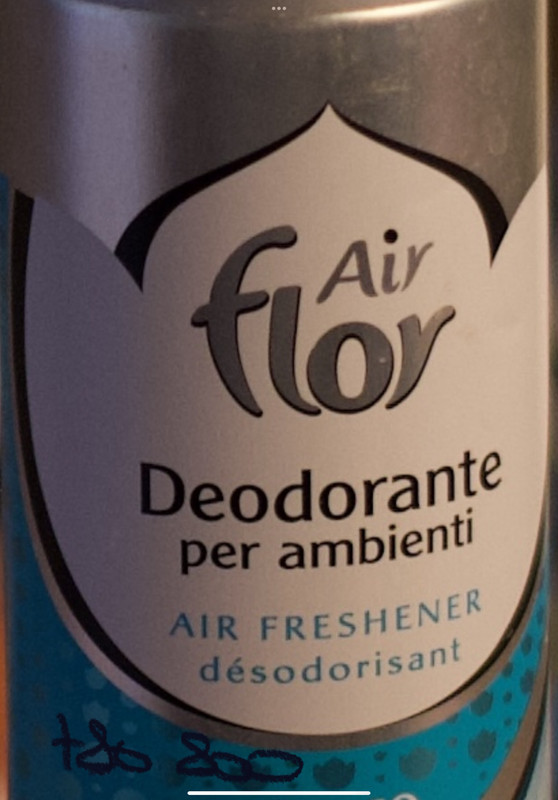 Air
flor
Deodorante
per ambienti
AIR FRESHENER
désodorisant